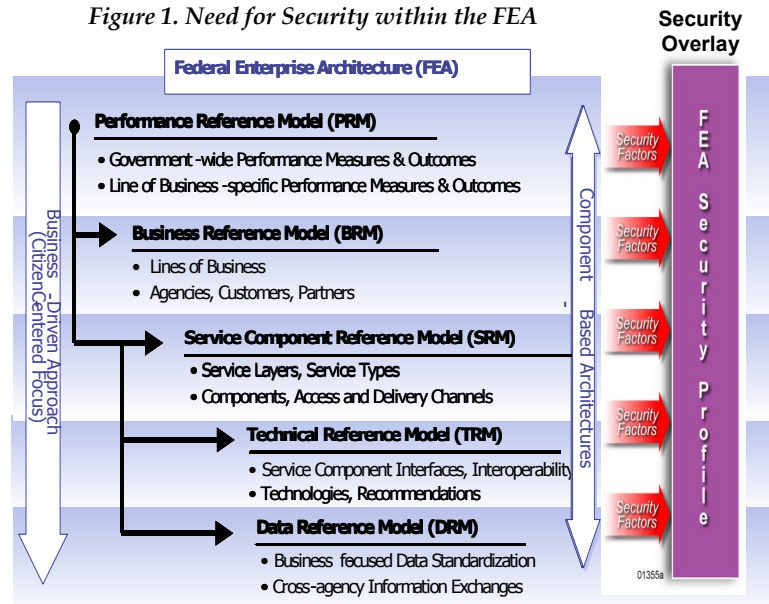 Figure 1. Need for Security within the FEA
Security
Overlay
Federal Enterprise Architecture (FEA)
Performance Reference Model (PRM)
• Government -wide Performance Measures & Outcomes
• Line of Business -specific Performance Measures & Outcomes
Business Reference Model (BRM)
• Lines of Business
• Agencies, Customers, Partners
Service Component Reference Model (SRM)
• Service Layers, Service Types
• Components, Access and Delivery Channels
Technical Reference Model (TRM)
• Service Component Interfaces, Interoperability
• Technologies, Recommendations
Data Reference Model (DRM)
• Business focused Data Standardization
• Cross-agency Information Exchanges
Business -Driven Approach
(Citizen-Centered Focus)
Component - Based Architectures
Security
Factors
Security
Factors
Security
Factors
Security
Factors
Security
Factors
FEA Security Profile
01355a